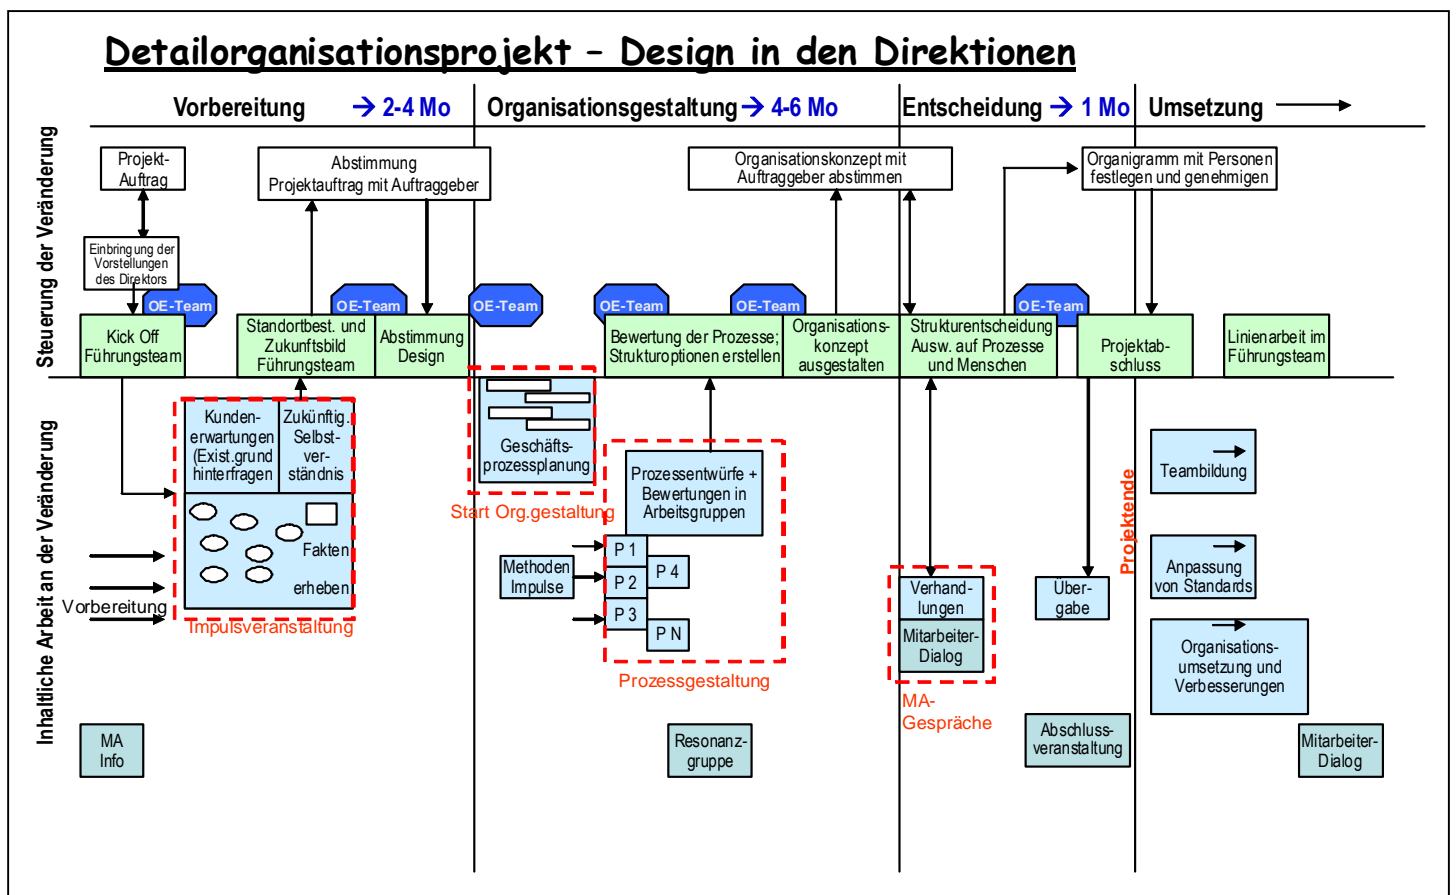 Detailorganisationsprojekt – Design in den Direktionen
Vorbereitung → 2-4 Mo
Organisationsgestaltung → 4-6 Mo
Entscheidung → 1 Mo
Umsetzung
Steuerung der Veränderung
Projekt-
Auftrag
Abstimmung
Projektauftrag mit Auftraggeber
Organisationskonzept mit
Auftraggeber abstimmen
Organigramm mit Personen
festlegen und genehmigen
Einbringung der
Vorstellungen
des Direktors
OE-Team
OE-Team
OE-Team
OE-Team
OE-Team
OE-Team
Kick Off
Führungsteam
Standortbest. und
Zukunftsbild
Führungsteam
Abstimmung
Design
Bewertung der Prozesse;
Strukturoptionen erstellen
Organisations-
konzept
ausgestalten
Strukturentscheidung
Ausw. auf Prozesse
und Menschen
Projektab-
schluss
Linienarbeit im
Führungsteam
Inhaltliche Arbeit an der Veränderung
Kunden-
erwartungen
(Exist.grund
hinterfragen
Zukünftig.
Selbst-
ver-
ständnis
Fakten
erheben
Vorbereitung
Impulsveranstaltung
Geschäfts-
prozessplanung
Start Org.gestaltung
Prozessentwürfe +
Bewertungen in
Arbeitsgruppen
Methoden
Impulse
P 1
P 4
P 2
P 3
P N
Prozessgestaltung
Verhand-
lungen
Mitarbeiter-
Dialog
MA-
Gespräche
Über-
gabe
Projektende
Teambildung
Anpassung
von Standards
Organisations-
umsetzung und
Verbesserungen
MA
Info
Resonanz-
gruppe
Abschluss-
veranstaltung
Mitarbeiter-
Dialog